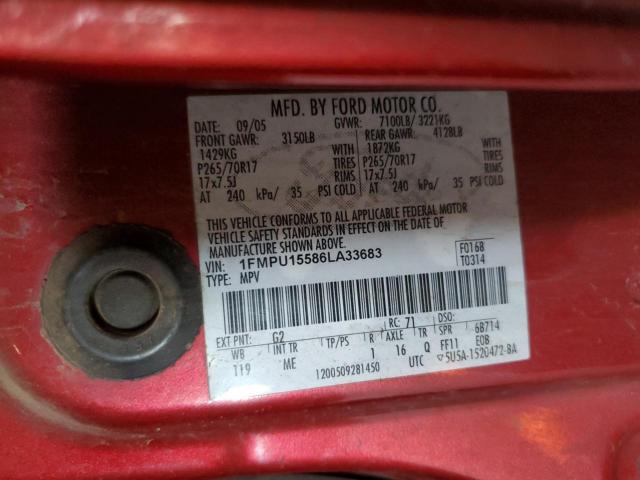 MFD. BY FORD MOTOR CO.
DATE: 09/05 GVWR: 7100LB/ 3221KG
FRONT GAWR: 3150LB REAR GAWR: 4128LB
1429KG WITH 1872KG WITH
P265/70R17 TIRES P265/70R17 TIRES
17x7.5J RIMS 17x7.5J RIMS
AT 240 kPa/ 35 PSI COLD AT 240 kPa/ 35 PSI COLD
THIS VEHICLE CONFORMS TO ALL APPLICABLE FEDERAL MOTOR
VEHICLE SAFETY STANDARDS IN EFFECT ON THE DATE OF
MANUFACTURE SHOWN ABOVE.
VIN: 1FMPU15586LA33683 F0168
TYPE: MPV T0314
EXT PNT: G2 RC: 71 DSO:
WB INT TR TP/PS R AXLE TR SPR 6B714
119 ME 1 16 Q FF11 EOB
1200509281450 UTC ▽5U5A-1520472-BA